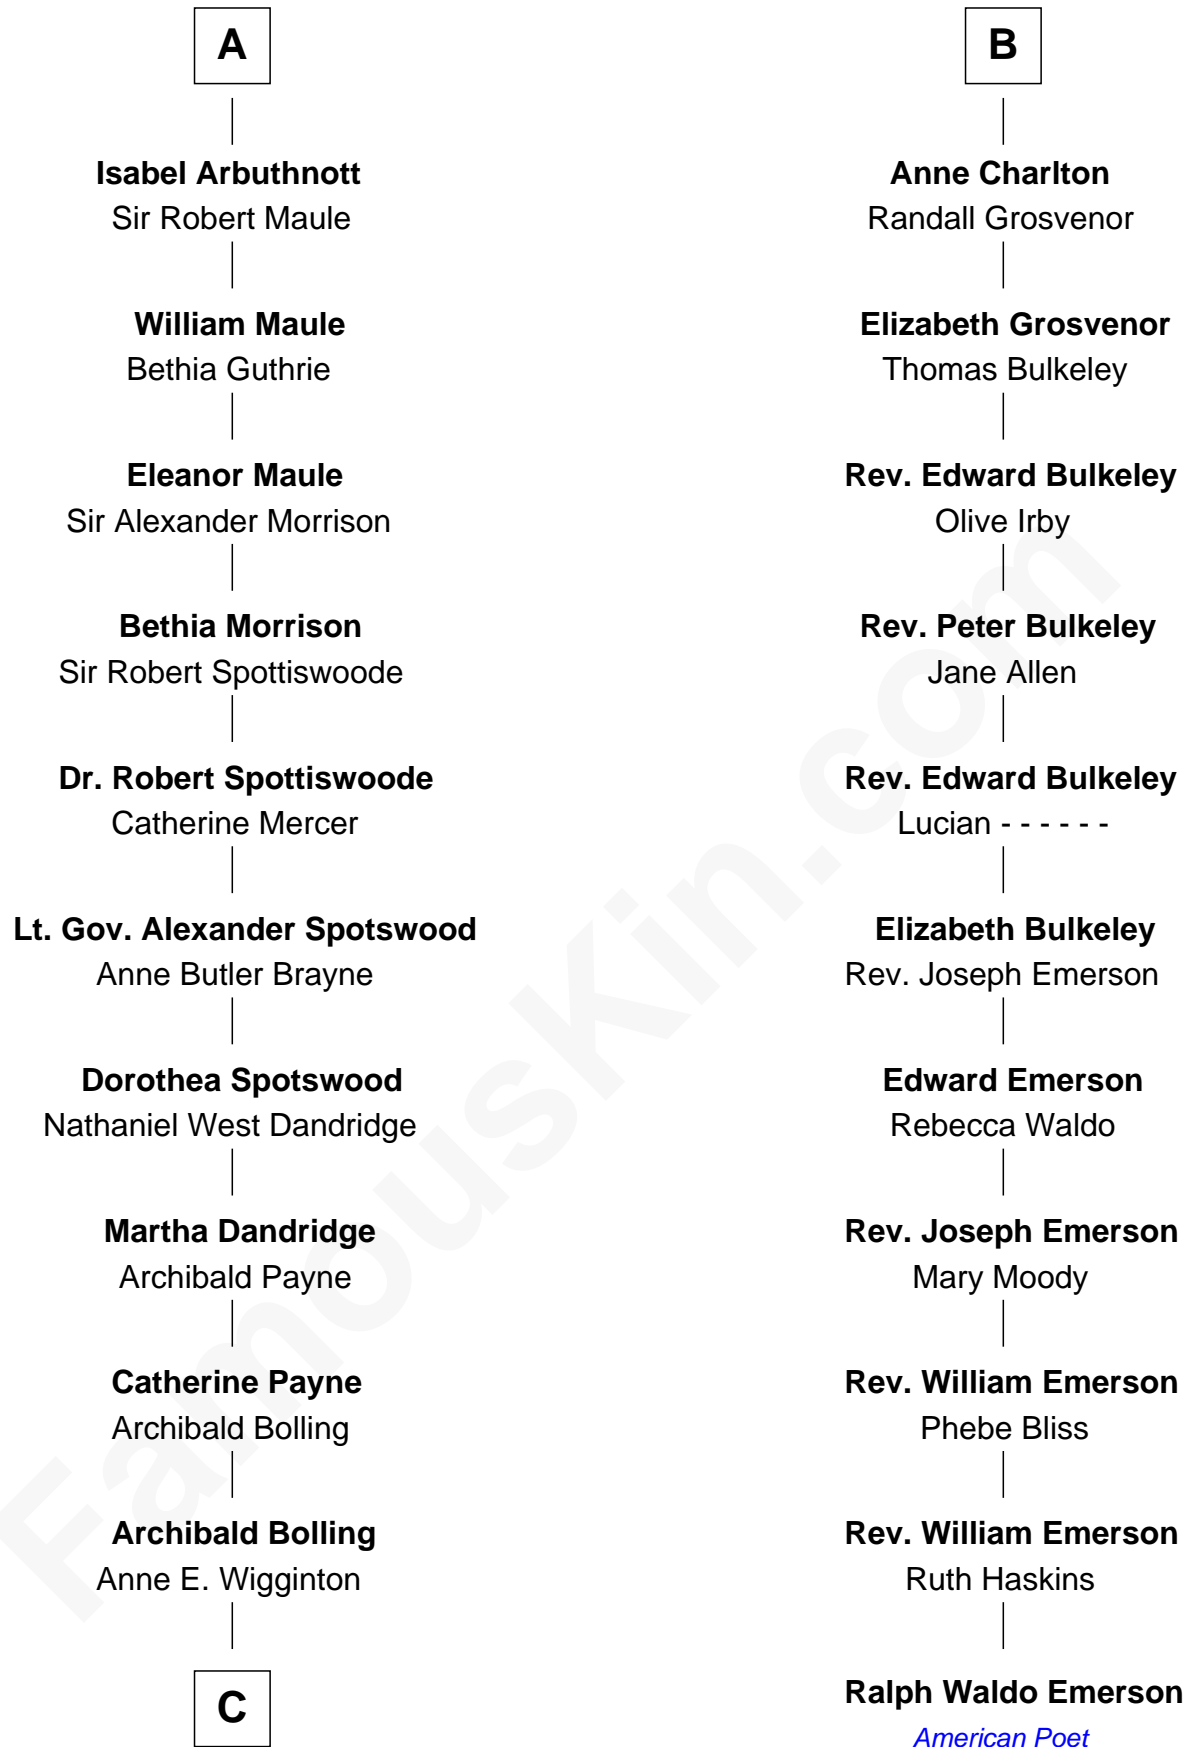 A
Isabel Arbuthnott
Sir Robert Maule
William Maule
Bethia Guthrie
Eleanor Maule
Sir Alexander Morrison
Bethia Morrison
Sir Robert Spottiswoode
Dr. Robert Spottiswoode
Catherine Mercer
Lt. Gov. Alexander Spotswood
Anne Butler Brayne
Dorothea Spotswood
Nathaniel West Dandridge
Martha Dandridge
Archibald Payne
Catherine Payne
Archibald Bolling
Archibald Bolling
Anne E. Wigginton
C
B
Anne Charlton
Randall Grosvenor
Elizabeth Grosvenor
Thomas Bulkeley
Rev. Edward Bulkeley
Olive Irby
Rev. Peter Bulkeley
Jane Allen
Rev. Edward Bulkeley
Lucian - - - - - -
Elizabeth Bulkeley
Rev. Joseph Emerson
Edward Emerson
Rebecca Waldo
Rev. Joseph Emerson
Mary Moody
Rev. William Emerson
Phebe Bliss
Rev. William Emerson
Ruth Haskins
Ralph Waldo Emerson
American Poet
FamousKin.com